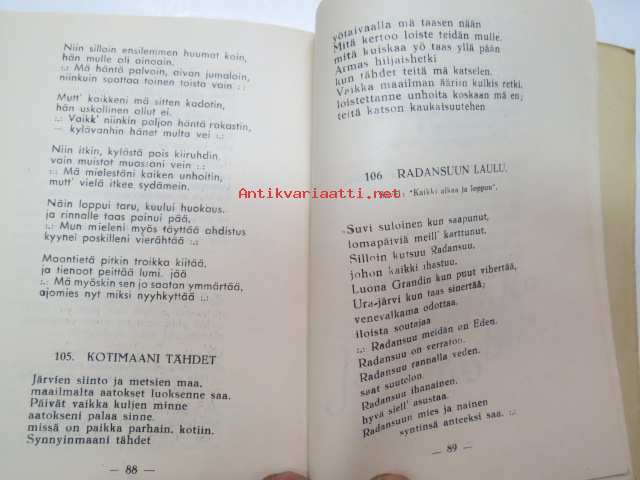 Niin silloin ensilemmen huumat koin,
hän mulle oli ainoain.
:,: Mä häntä palvoin, aivan jumaloin,
niinkuin saattaa toinen toista vain :,:
Mutt' kaikkeni mä sitten kadotin,
hän uskollinen ollut ei.
:,: Vaikk' niinkin paljon häntä rakastin,
— kylävanhin hänet multa vei :,:
Niin itkin, kylästä pois kiiruhdin,
vain muistot muassani vein :,:
:,: Mä mielestäni kaiken unhoitin,
mutt' vielä itkee sydämein.
Näin loppui taru, kuului huokaus.
ja rinnalle taas painui pää.
:,: Mun mieleni myös täyttää ahdistus
kyynel poskilleni vierähtää :,:
Maantietä pitkin troikka kiitää.
ja tienoot peittää lumi. jää
:,: Mä myöskin sen jo saatan ymmärtää,
ajomies nyt miksi nyyhkyttää :,:
105. KOTIMAANI TÄHDET
Järvien siinto ja metsien maa.
maailmalta aatokset luoksenne saa.
Päivät vaikka kuljen minne
aatokseni palaa sinne.
missä on paikka parhain. kotiin.
Synnyinmaani tähdet
— 88 —
yötaivaalla mä taasen nään
Mitä kertoo loiste teidän mulle.
mitä kuiskaa yö taas yllä pään
Armas hiljaishetki
kun tähdet teitä mä katselen.
Vaikka maailman ääriin kulkis retki.
loistettanne unhoita koskaan mä en;
teitä katson kaukaisuutehen
106 RADANSUUN LAULU.
"Kaikki alkaa ja loppuu".
Suvi suloinen kun saapunut,
lomapäiviä meill' karttunut.
Silloin kutsuu Radansuu,
johon kaikki ihastuu.
Luona Grandin kun puut vihertää,
Ura-järvi kun taas sinertää;
venevalkama odottaa.
iloista soutajaa
:,: Radansuu meidän on Eden.
Radansuu on verraton.
Radansuu rannalla veden.
saat suutelon.
Radansuu ihanainen.
hyvä siell' asustaa.
Radansuun mies ja nainen
syntinsä anteeksi saa. :,:
— 89 —
Antikvariaatti.net